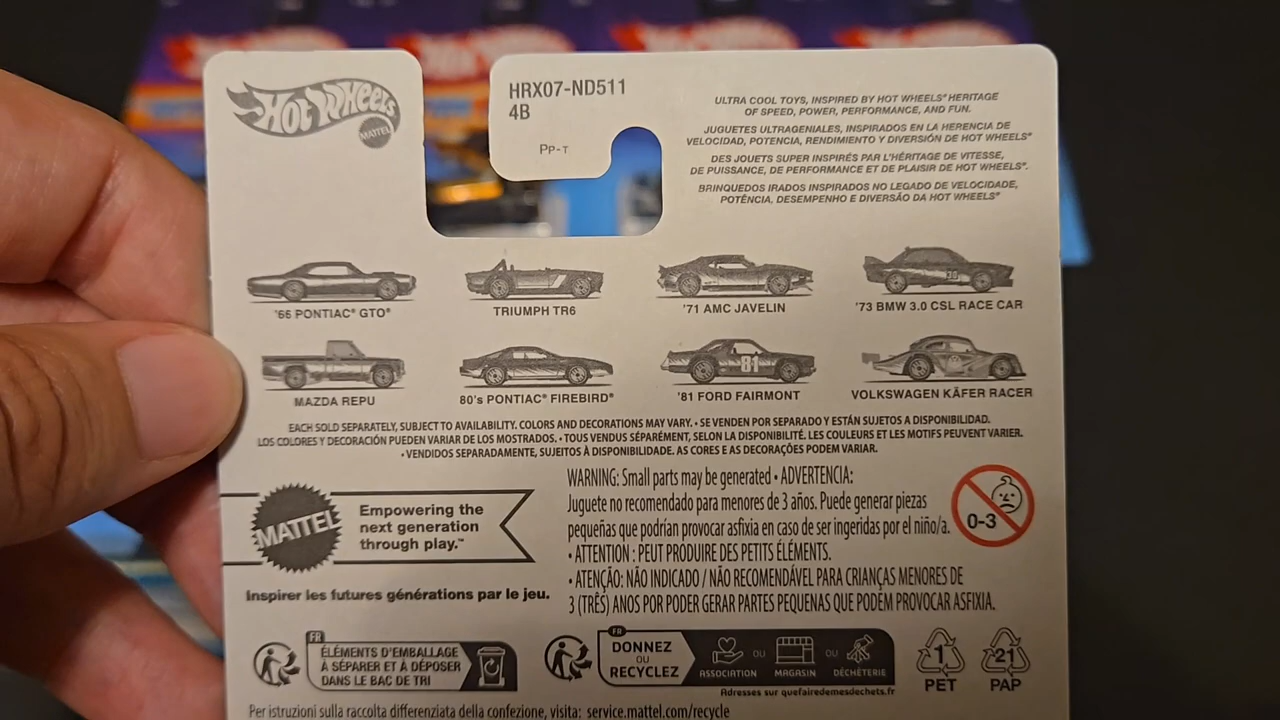 Hot Wheels
MATTEL
HRX07-ND511
4B
PP-T
ULTRA COOL TOYS, INSPIRED BY HOT WHEELS® HERITAGE
OF SPEED, POWER, PERFORMANCE, AND FUN.
JUGUETES ULTRAGENIALES, INSPIRADOS EN LA HERENCIA DE
VELOCIDAD, POTENCIA, RENDIMIENTO Y DIVERSIÓN DE HOT WHEELS®
DES JOUETS SUPER INSPIRÉS PAR L'HÉRITAGE DE VITESSE,
DE PUISSANCE, DE PERFORMANCE ET DE PLAISIR DE HOT WHEELS®.
BRINQUEDOS IRADOS INSPIRADOS NO LEGADO DE VELOCIDADE,
POTÊNCIA, DESEMPENHO E DIVERSÃO DA HOT WHEELS®
'66 PONTIAC® GTO®
TRIUMPH TR6
'71 AMC JAVELIN
'73 BMW 3.0 CSL RACE CAR
MAZDA REPU
80's PONTIAC® FIREBIRD®
81
'81 FORD FAIRMONT
VOLKSWAGEN KÄFER RACER
EACH SOLD SEPARATELY, SUBJECT TO AVAILABILITY. COLORS AND DECORATIONS MAY VARY. • SE VENDEN POR SEPARADO Y ESTÁN SUJETOS A DISPONIBILIDAD.
LOS COLORES Y DECORACIÓN PUEDEN VARIAR DE LOS MOSTRADOS. • TOUS VENDUS SÉPARÉMENT, SELON LA DISPONIBILITÉ. LES COULEURS ET LES MOTIFS PEUVENT VARIER.
• VENDIDOS SEPARADAMENTE, SUJEITOS À DISPONIBILIDADE. AS CORES E AS DECORAÇÕES PODEM VARIAR.
MATTEL
Empowering the
next generation
through play.™
Inspirer les futures générations par le jeu.
WARNING: Small parts may be generated • ADVERTENCIA:
Juguete no recomendado para menores de 3 años. Puede generar piezas
pequeñas que podrían provocar asfixia en caso de ser ingeridas por el niño/a.
• ATTENTION : PEUT PRODUIRE DES PETITS ÉLÉMENTS.
• ATENÇÃO: NÃO INDICADO / NÃO RECOMENDÁVEL PARA CRIANÇAS MENORES DE
3 (TRÊS) ANOS POR PODER GERAR PARTES PEQUENAS QUE PODEM PROVOCAR ASFIXIA.
0-3
FR
ÉLÉMENTS D'EMBALLAGE
À SÉPARER ET À DÉPOSER
DANS LE BAC DE TRI
FR
DONNEZ
OU
RECYCLEZ
ASSOCIATION
OU
MAGASIN
OU
DÉCHÈTERIE
Adresses sur quefairedemesdechets.fr
1
PET
21
PAP
Per istruzioni sulla raccolta differenziata della confezione, visita: service.mattel.com/recycle